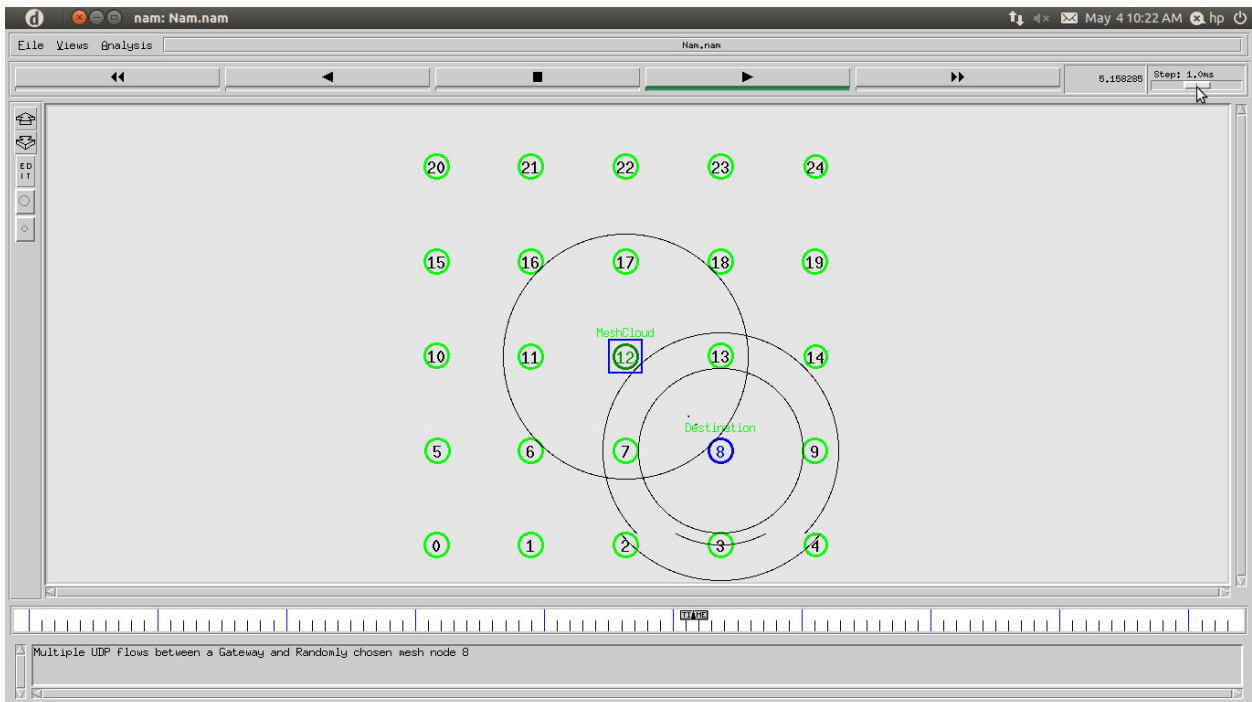 nam: Nam.nam May 4 10:22 AM hp
File Views Analysis Nam.nam
5.158285 Step: 1.0ms
ED
IT
20 21 22 23 24
15 16 17 18 19
MeshCloud
10 11 12 13 14
Destination
5 6 7 8 9
0 1 2 3 4
TIME
Multiple UDP flows between a Gateway and Randomly chosen mesh node 8